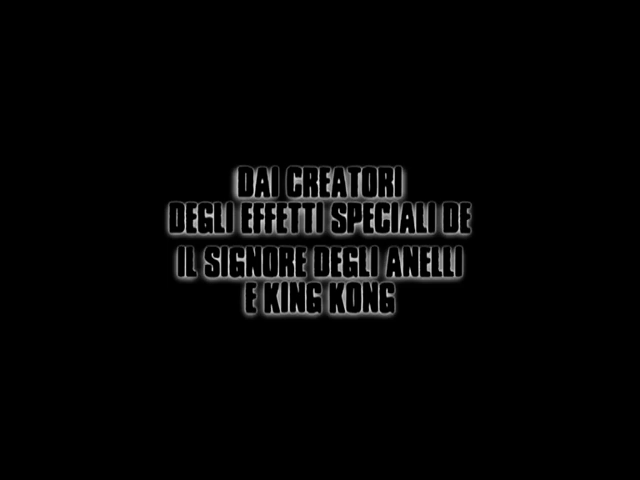 DAI CREATORI
DEGLI EFFETTI SPECIALI DE
IL SIGNORE DEGLI ANELLI
E KING KONG